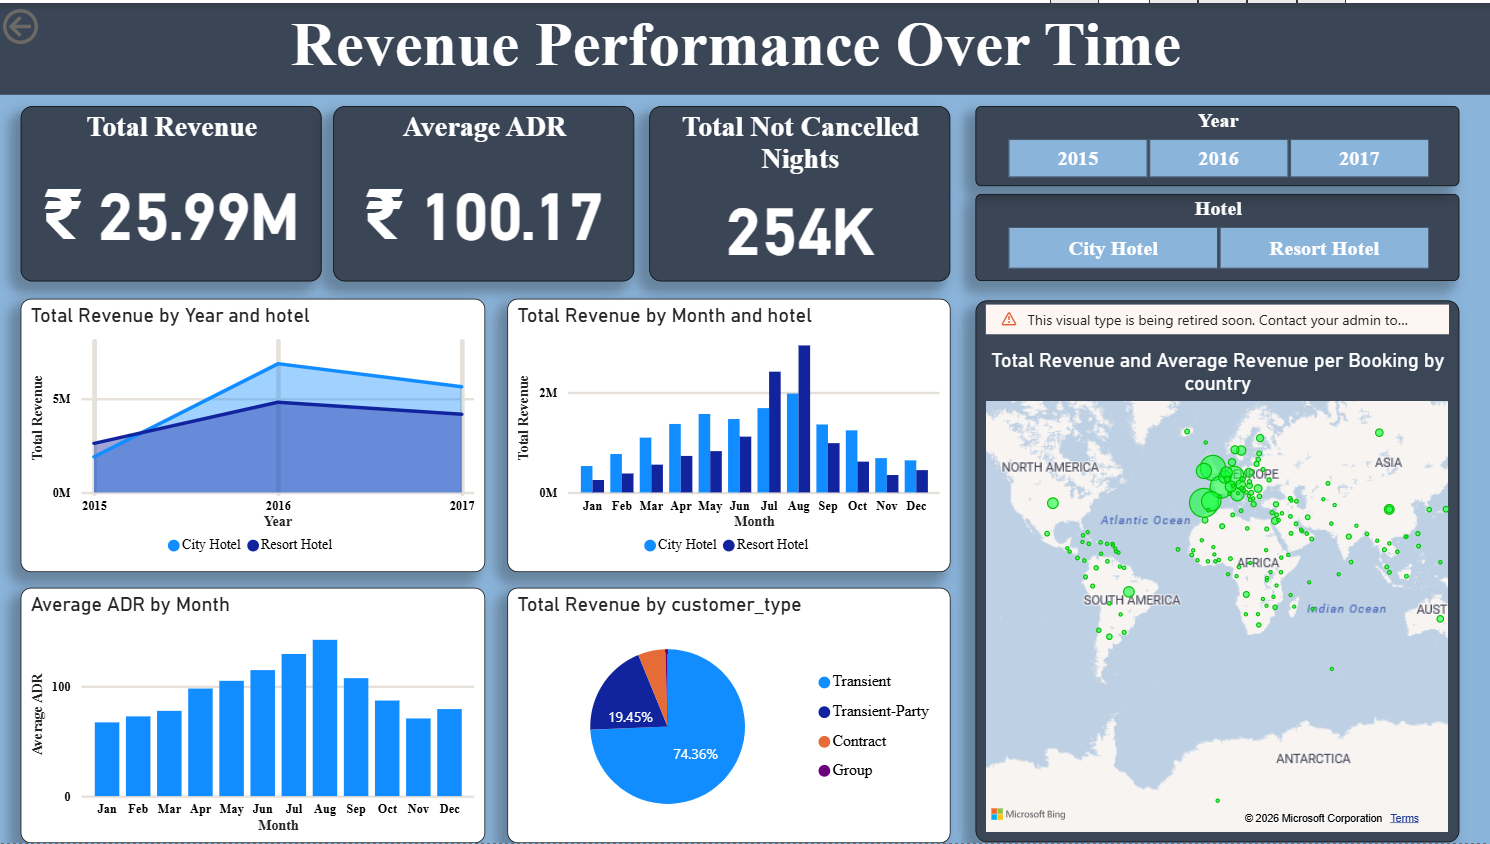 Revenue Performance Over Time
Total Revenue
₹ 25.99M
Average ADR
₹ 100.17
Total Not Cancelled
Nights
254K
Year
2015
2016
2017
Hotel
City Hotel
Resort Hotel
Total Revenue by Year and hotel
Total Revenue
5M
0M
2015
2016
2017
Year
City Hotel
Resort Hotel
Total Revenue by Month and hotel
Total Revenue
2M
0M
Jan Feb Mar Apr May Jun Jul Aug Sep Oct Nov Dec
Month
City Hotel
Resort Hotel
Average ADR by Month
Average ADR
100
0
Jan Feb Mar Apr May Jun Jul Aug Sep Oct Nov Dec
Month
Total Revenue by customer_type
19.45%
74.36%
Transient
Transient-Party
Contract
Group
This visual type is being retired soon. Contact your admin to...
Total Revenue and Average Revenue per Booking by
country
NORTH AMERICA
EUROPE
ASIA
Atlantic Ocean
AFRICA
SOUTH AMERICA
Indian Ocean
AUST
ANTARCTICA
Microsoft Bing
© 2026 Microsoft Corporation Terms